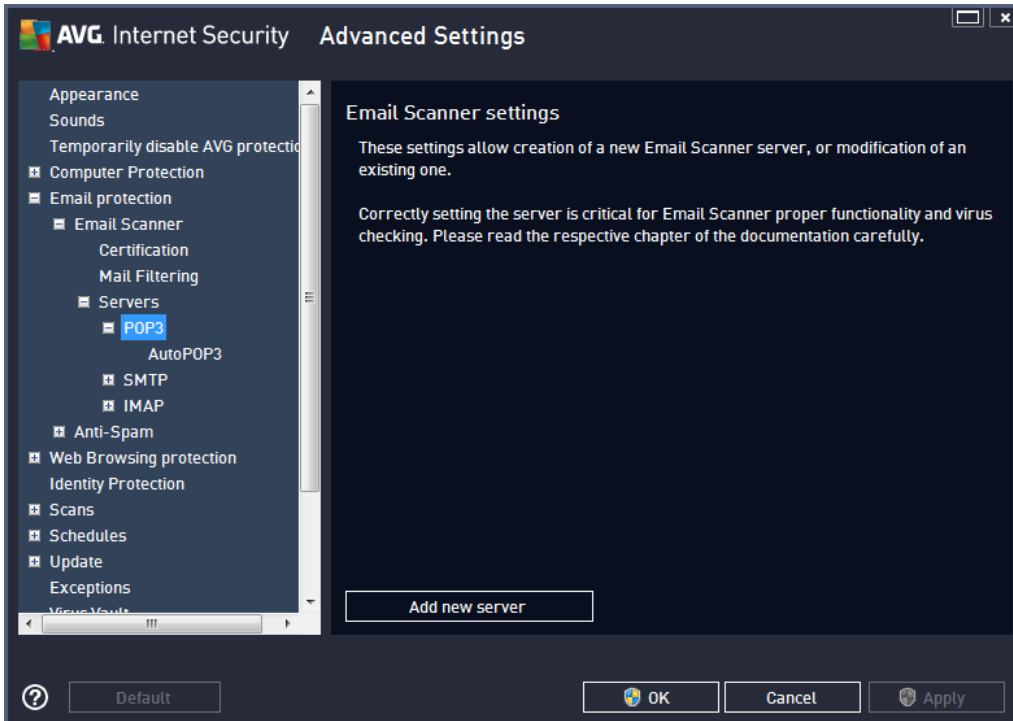 AVG. Internet Security Advanced Settings
Appearance
Sounds
Temporarily disable AVG protectio
Computer Protection
Email protection
Email Scanner
Certification
Mail Filtering
Servers
POP3
AutoPOP3
SMTP
IMAP
Anti-Spam
Web Browsing protection
Identity Protection
Scans
Schedules
Update
Exceptions
Virus Vault
Email Scanner settings
These settings allow creation of a new Email Scanner server, or modification of an
existing one.
Correctly setting the server is critical for Email Scanner proper functionality and virus
checking. Please read the respective chapter of the documentation carefully.
Add new server
? Default
OK
Cancel
Apply